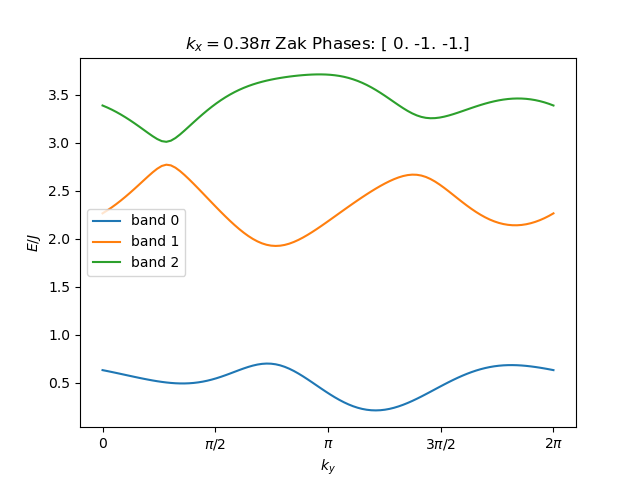 kₓ = 0.38π Zak Phases: [ 0. -1. -1.]
E/J
3.5
3.0
2.5
2.0
1.5
1.0
0.5
band 0
band 1
band 2
0
π/2
π
3π/2
2π
k_y